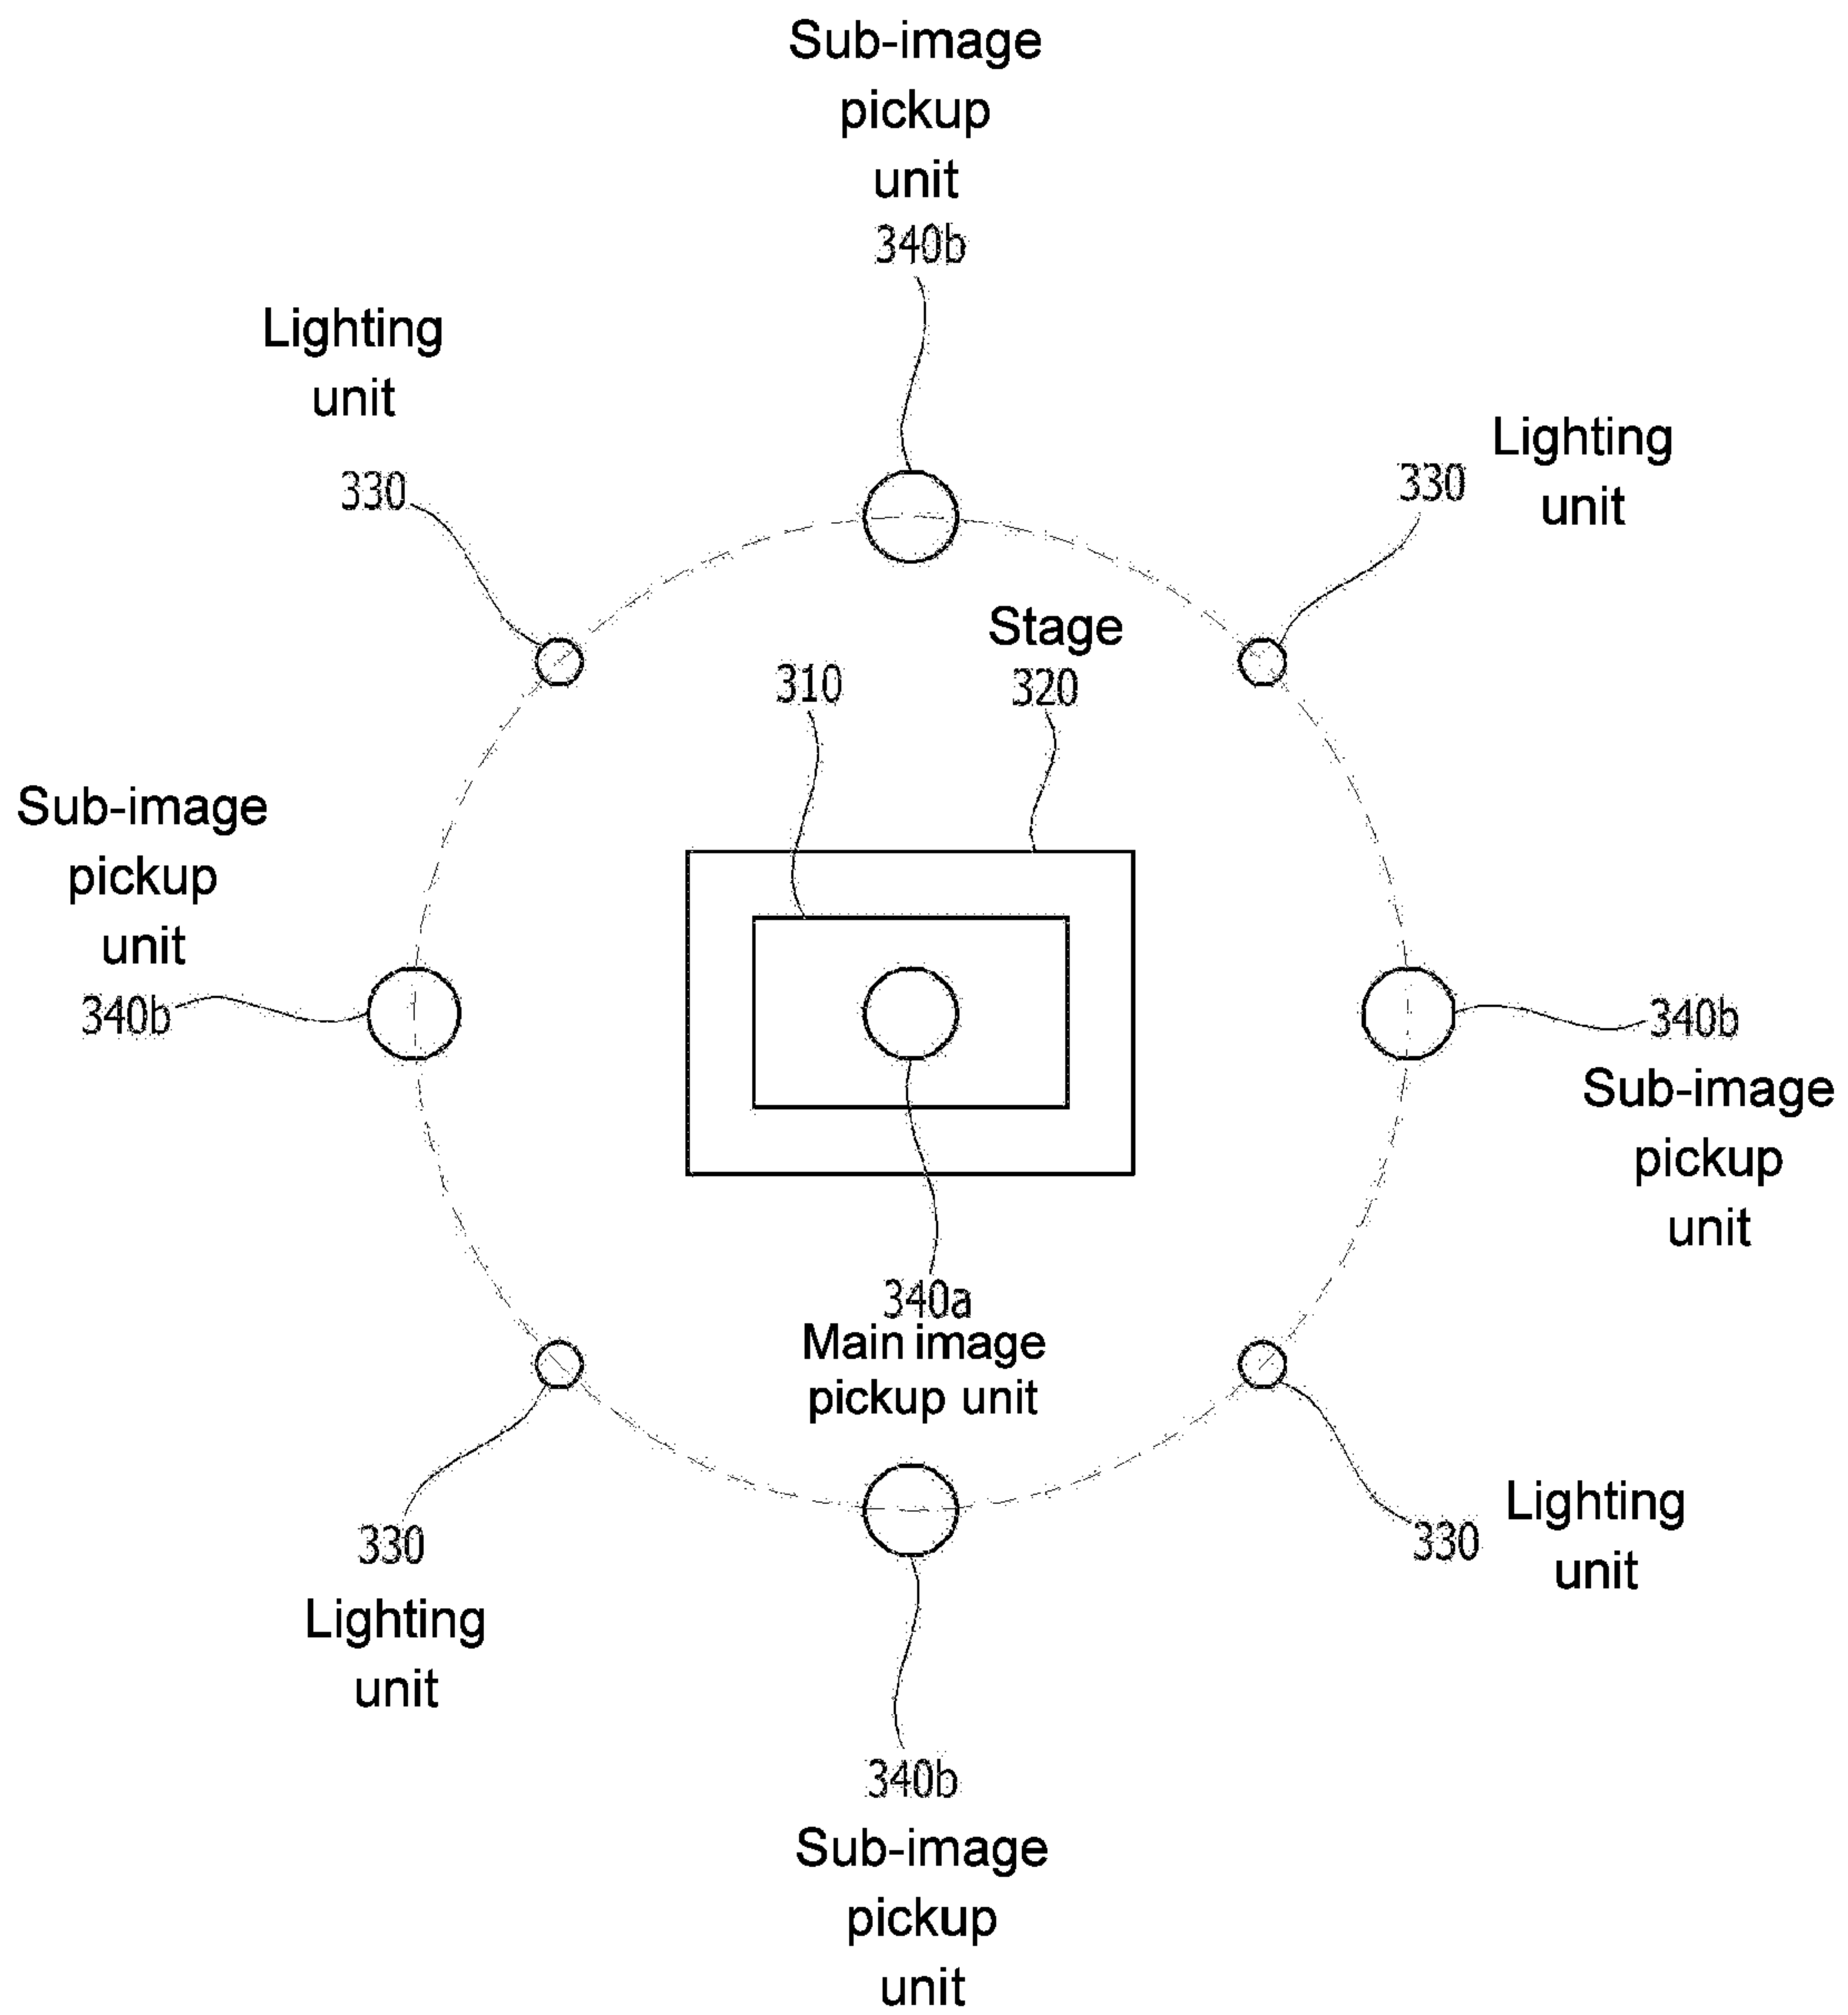 Sub-image
pickup
unit
340b
Lighting
unit
330
Lighting
unit
330
Stage
320
310
Sub-image
pickup
unit
340b
340b
Sub-image
pickup
unit
340a
Main image
pickup unit
330
Lighting
unit
Lighting
unit
330
340b
Sub-image
pickup
unit